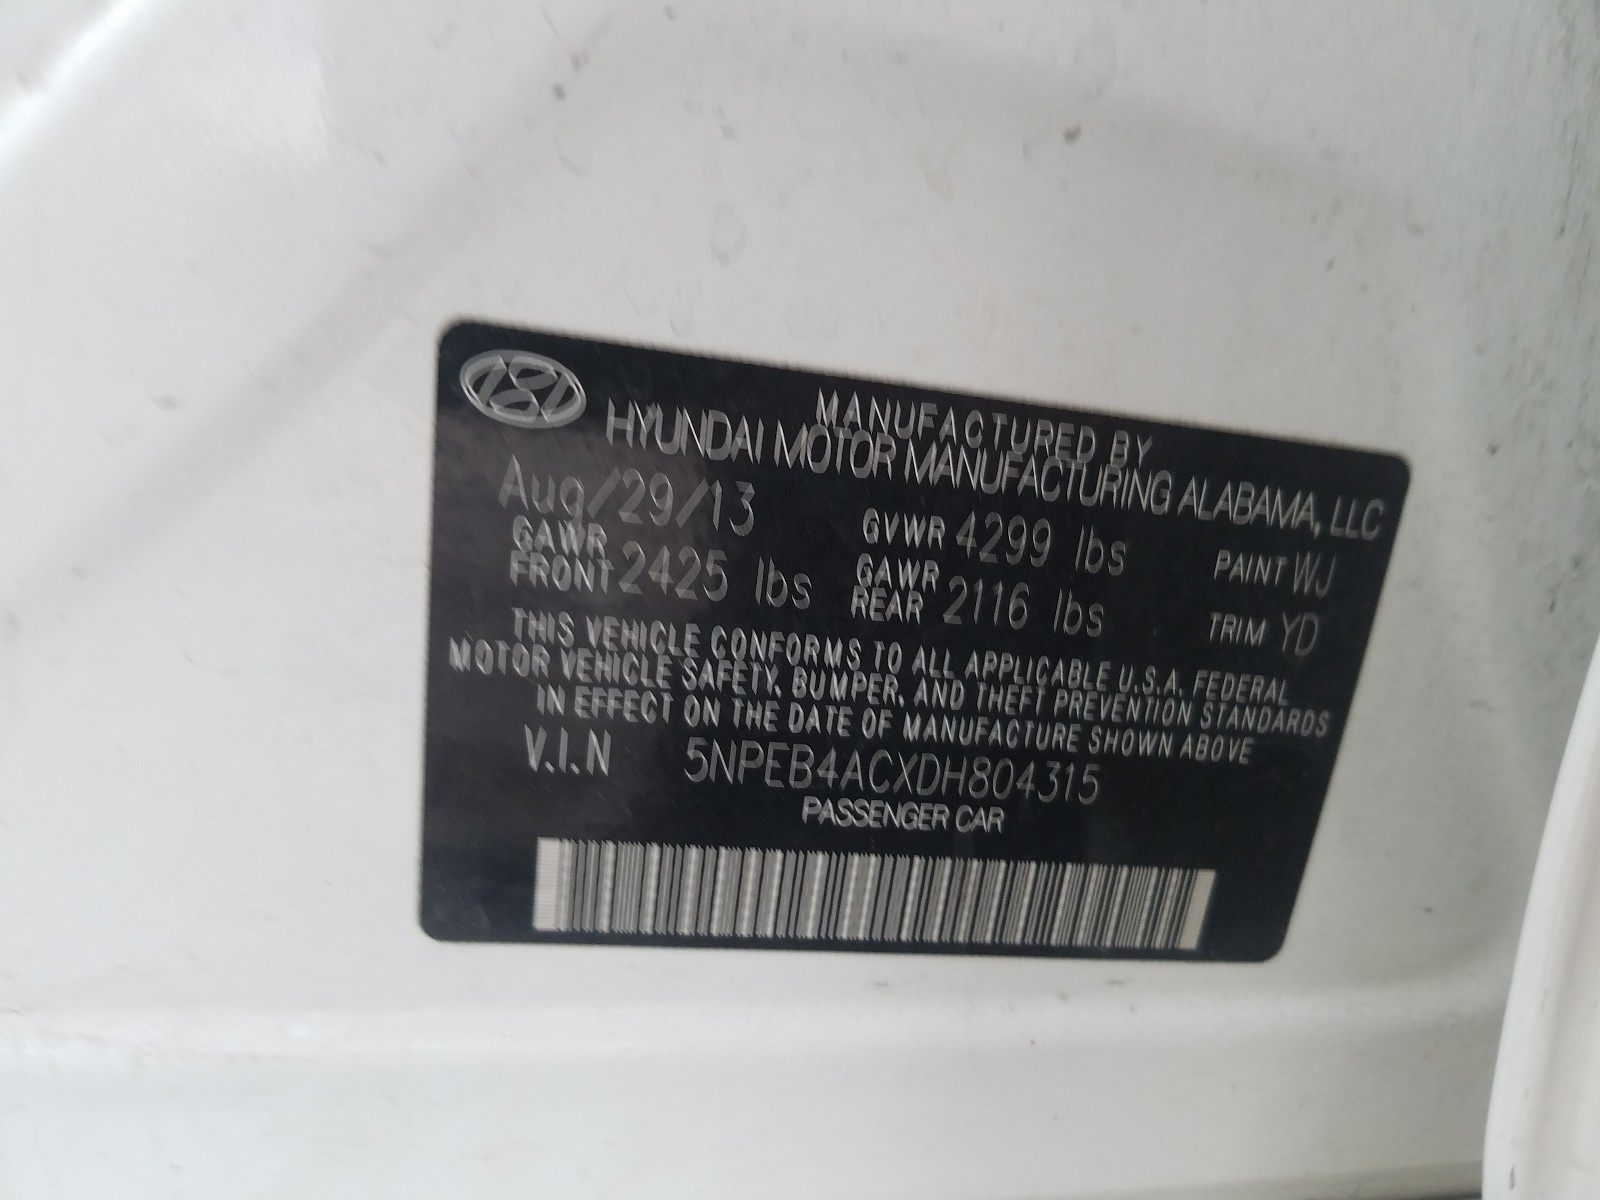 MANUFACTURED BY
HYUNDAI MOTOR MANUFACTURING ALABAMA, LLC
Aug/29/13 GVWR 4299 lbs PAINT WJ
GAWR FRONT 2425 lbs GAWR REAR 2116 lbs TRIM YD
THIS VEHICLE CONFORMS TO ALL APPLICABLE U.S.A. FEDERAL
MOTOR VEHICLE SAFETY, BUMPER, AND THEFT PREVENTION STANDARDS
IN EFFECT ON THE DATE OF MANUFACTURE SHOWN ABOVE
V.I.N 5NPEB4ACXDH804315
PASSENGER CAR